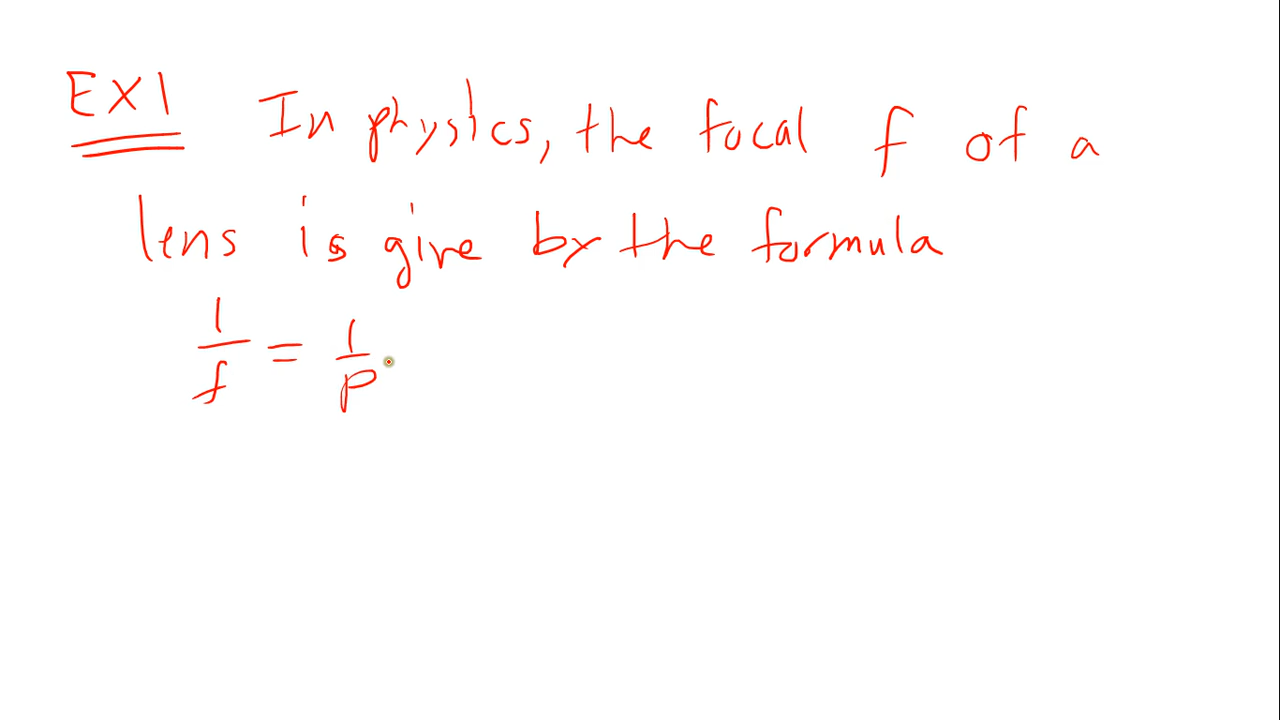 EX1 In physics, the focal f of a
lens is give by the formula
1/f = 1/p